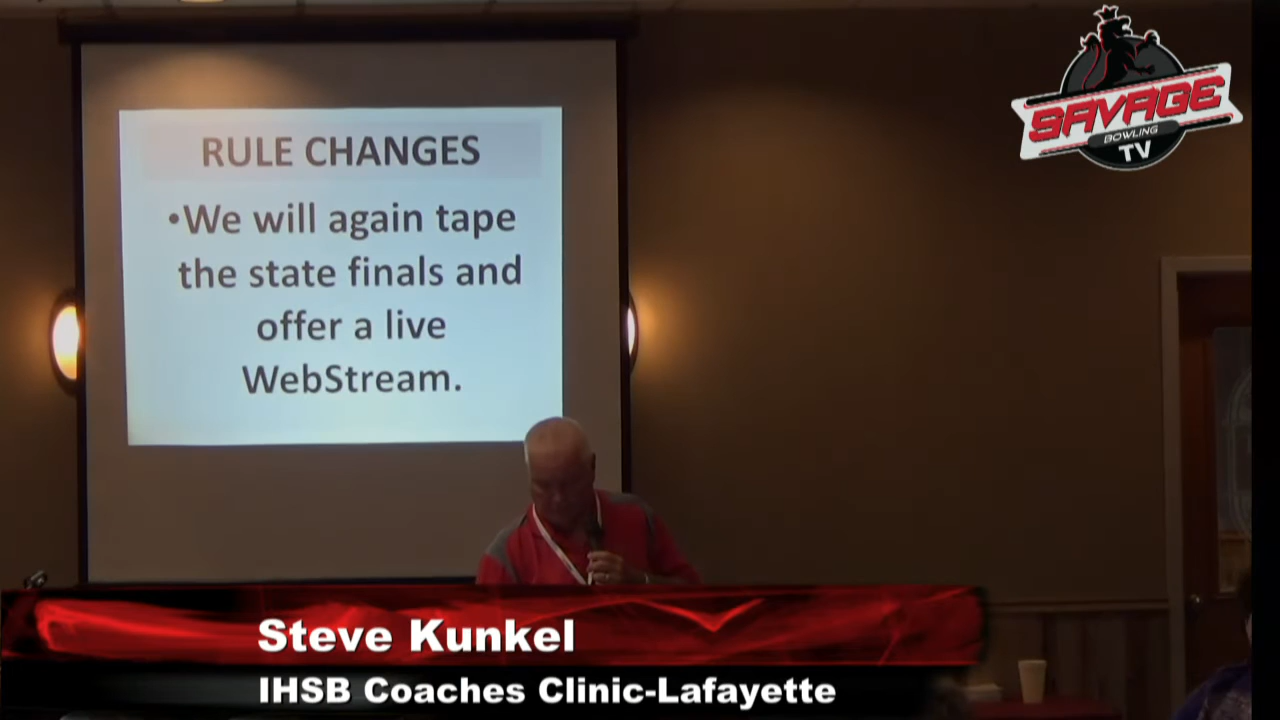 RULE CHANGES
•We will again tape
the state finals and
offer a live
WebStream.
SAVAGE
BOWLING
TV
Steve Kunkel
IHSB Coaches Clinic-Lafayette